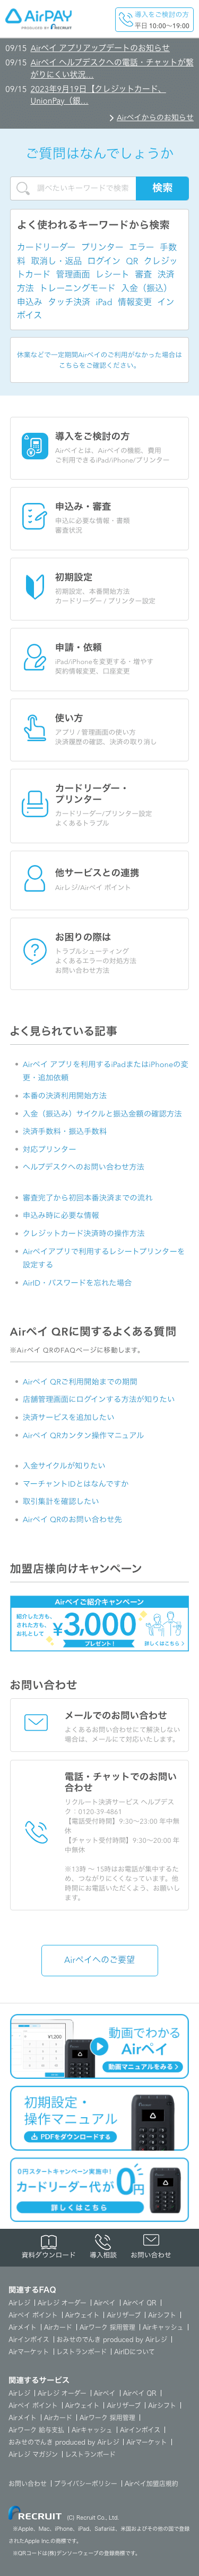 AirPAY
PRODUCED BY RECRUIT
導入をご検討の方
平日 10:00〜19:00
09/15 Airペイ アプリアップデートのお知らせ
09/15 Airペイ ヘルプデスクへの電話・チャットが繋
がりにくい状況...
09/15 2023年9月19日【クレジットカード、
UnionPay（銀...
Airペイからのお知らせ
ご質問はなんでしょうか
調べたいキーワードで検索
検索
よく使われるキーワードから検索
カードリーダー プリンター エラー 手数
料 取消し・返品 ログイン QR クレジッ
トカード 管理画面 レシート 審査 決済
方法 トレーニングモード 入金（振込）
申込み タッチ決済 iPad 情報変更 イン
ボイス
休業などで一定期間Airペイのご利用がなかった場合は
こちらをご確認ください。
導入をご検討の方
Airペイとは、Airペイの機能、費用
ご利用できるiPad/iPhone/プリンター
申込み・審査
申込に必要な情報・書類
審査状況
初期設定
初期設定、本番開始方法
カードリーダー / プリンター設定
申請・依頼
iPad/iPhoneを変更する・増やす
契約情報変更、口座変更
使い方
アプリ / 管理画面の使い方
決済履歴の確認、決済の取り消し
カードリーダー・
プリンター
カードリーダー/プリンター設定
よくあるトラブル
他サービスとの連携
Airレジ/Airペイ ポイント
お困りの際は
トラブルシューティング
よくあるエラーの対処方法
お問い合わせ方法
よく見られている記事
Airペイ アプリを利用するiPadまたはiPhoneの変
更・追加依頼
本番の決済利用開始方法
入金（振込み）サイクルと振込金額の確認方法
決済手数料・振込手数料
対応プリンター
ヘルプデスクへのお問い合わせ方法
審査完了から初回本番決済までの流れ
申込み時に必要な情報
クレジットカード決済時の操作方法
Airペイアプリで利用するレシートプリンターを
設定する
AirID・パスワードを忘れた場合
Airペイ QRに関するよくある質問
※Airペイ QRのFAQページに移動します。
Airペイ QRご利用開始までの期間
店舗管理画面にログインする方法が知りたい
決済サービスを追加したい
Airペイ QRカンタン操作マニュアル
入金サイクルが知りたい
マーチャントIDとはなんですか
取引集計を確認したい
Airペイ QRのお問い合わせ先
加盟店様向けキャンペーン
Airペイご紹介キャンペーン
紹介した方も、
された方も、
お礼として
¥3,000
プレゼント！
詳しくはこちら
お問い合わせ
メールでのお問い合わせ
よくあるお問い合わせにて解決しない
場合は、メールにて対応いたします。
電話・チャットでのお問い
合わせ
リクルート決済サービス ヘルプデス
ク：0120-39-4861
【電話受付時間】9:30〜23:00 年中無
休
【チャット受付時間】9:30〜20:00 年
中無休
※13時 〜 15時はお電話が集中するた
め、つながりにくくなっています。他
時間にお電話いただくよう、お願いし
ます。
Airペイへのご要望
動画でわかる
Airペイ
動画マニュアルをみる
¥1,200
初期設定・
操作マニュアル
PDFをダウンロードする
0円スタートキャンペーン実施中！
カードリーダー代が0円
詳しくはこちら
資料ダウンロード 導入相談 お問い合わせ
関連するFAQ
Airレジ | Airレジ オーダー | Airペイ | Airペイ QR |
Airペイ ポイント | Airウェイト | Airリザーブ | Airシフト |
Airメイト | Airカード | Airワーク 採用管理 | Airキャッシュ |
Airインボイス | おみせのでんき produced by Airレジ |
Airマーケット | レストランボード | AirIDについて
関連するサービス
Airレジ | Airレジ オーダー | Airペイ | Airペイ QR |
Airペイ ポイント | Airウェイト | Airリザーブ | Airシフト |
Airメイト | Airカード | Airワーク 採用管理 |
Airワーク 給与支払 | Airキャッシュ | Airインボイス |
おみせのでんき produced by Airレジ | Airマーケット |
Airレジ マガジン | レストランボード
お問い合わせ | プライバシーポリシー | Airペイ加盟店規約
RECRUIT (C) Recruit Co., Ltd.
※Apple、Mac、iPhone、iPad、Safariは、米国およびその他の国で登録
されたApple Inc.の商標です。
※QRコードは(株)デンソーウェーブの登録商標です。